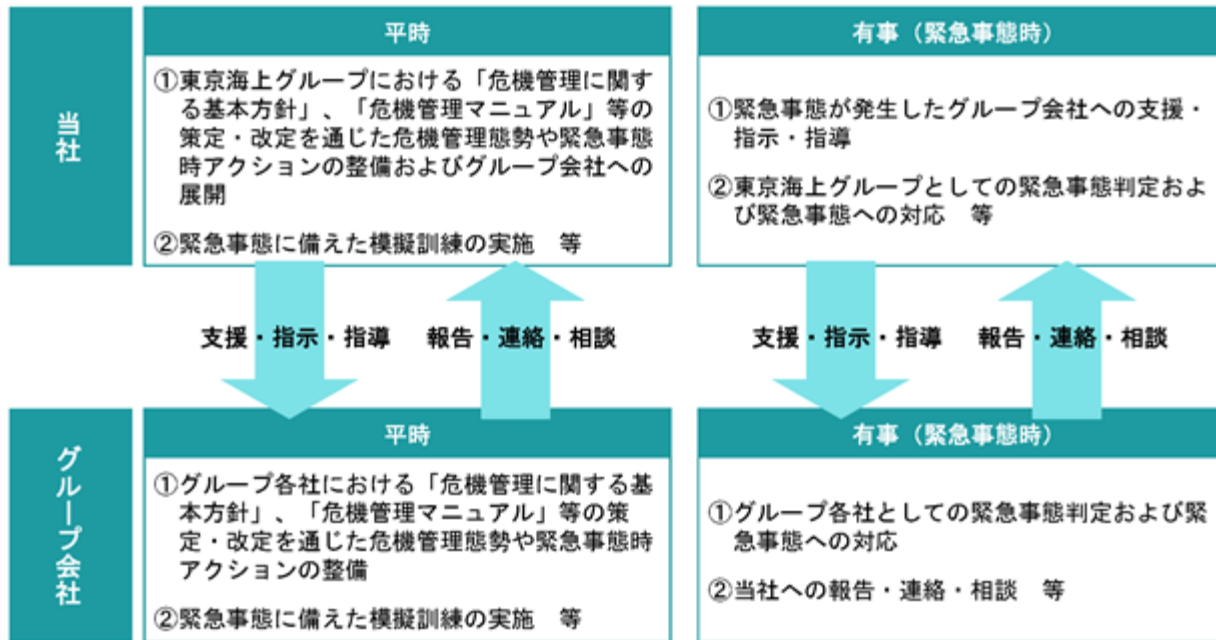 当社
平時
①東京海上グループにおける「危機管理に関す
る基本方針」、「危機管理マニュアル」等の
策定・改定を通じた危機管理態勢や緊急事態
時アクションの整備およびグループ会社への
展開
②緊急事態に備えた模擬訓練の実施　等
有事（緊急事態時）
①緊急事態が発生したグループ会社への支援・
指示・指導
②東京海上グループとしての緊急事態判定およ
び緊急事態への対応　等
支援・指示・指導
報告・連絡・相談
支援・指示・指導
報告・連絡・相談
グループ会社
平時
①グループ各社における「危機管理に関する基
本方針」、「危機管理マニュアル」等の策
定・改定を通じた危機管理態勢や緊急事態時
アクションの整備
②緊急事態に備えた模擬訓練の実施　等
有事（緊急事態時）
①グループ各社としての緊急事態判定および緊
急事態への対応
②当社への報告・連絡・相談　等